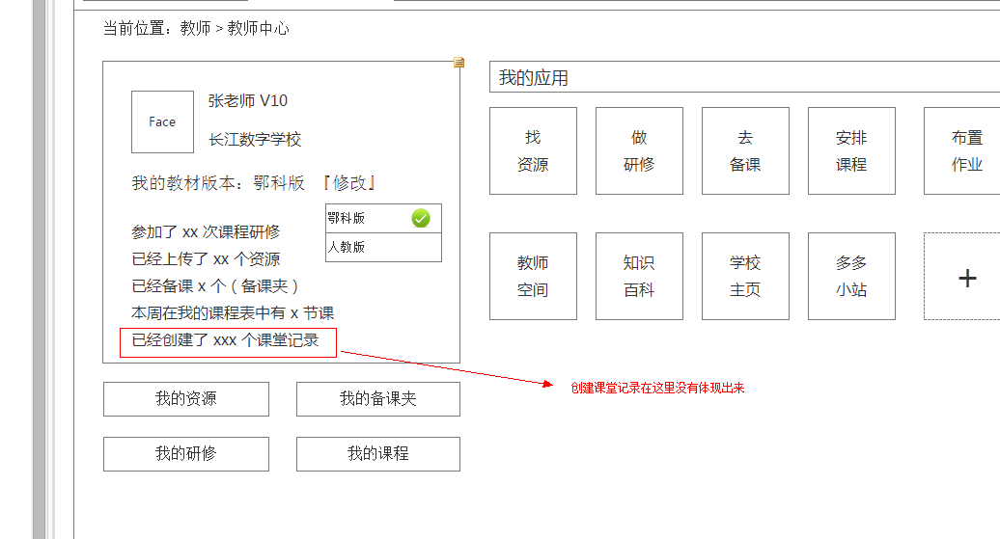 当前位置：教师 > 教师中心
Face
张老师 V10
长江数字学校
我的教材版本：鄂科版 『修改』
鄂科版
人教版
参加了 xx 次课程研修
已经上传了 xx 个资源
已经备课 x 个（备课夹）
本周在我的课程表中有 x 节课
已经创建了 xxx 个课堂记录
我的资源
我的备课夹
我的研修
我的课程
我的应用
找
资源
做
研修
去
备课
安排
课程
布置
作业
教师
空间
知识
百科
学校
主页
多多
小站
+
创建课堂记录在这里没有体现出来